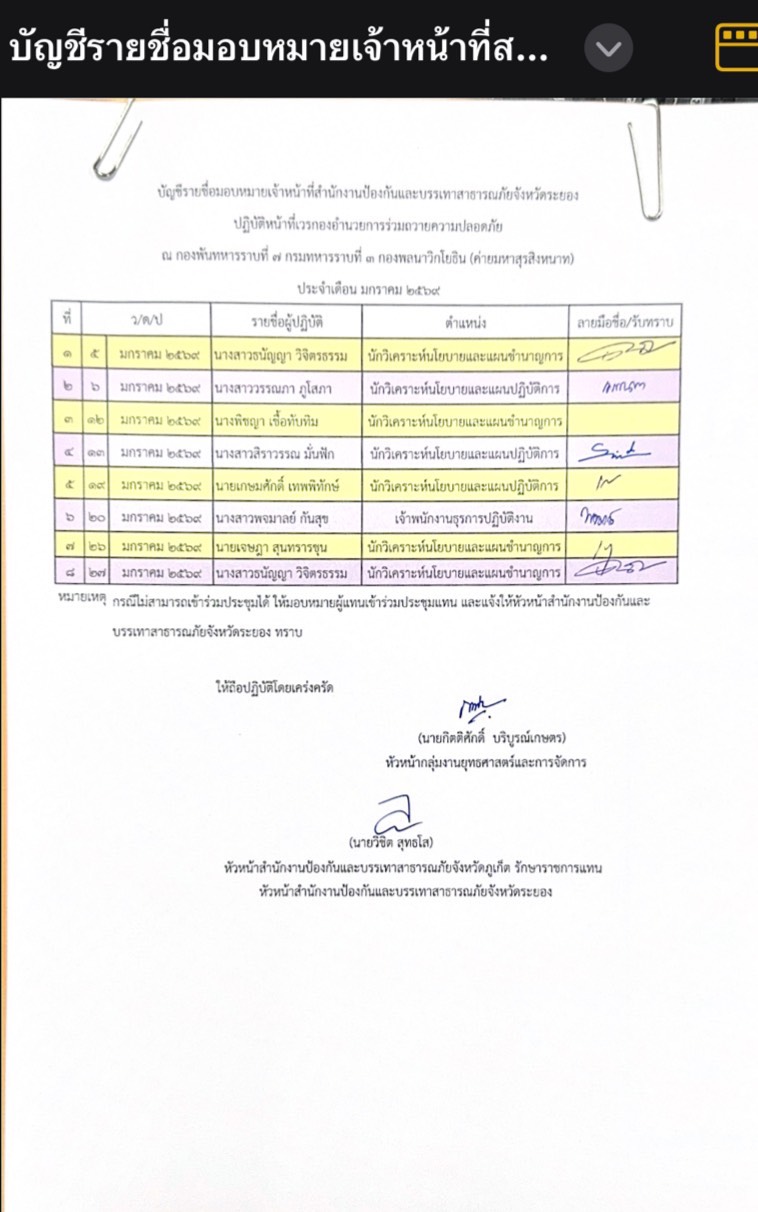 บัญชีรายชื่อมอบหมายเจ้าหน้าที่ส...
บัญชีรายชื่อมอบหมายเจ้าหน้าที่สำนักงานป้องกันและบรรเทาสาธารณภัยจังหวัดระยอง
ปฏิบัติหน้าที่เวรกองอำนวยการร่วมถวายความปลอดภัย
ณ กองพันทหารราบที่ ๗ กรมทหารราบที่ ๓ กองพลนาวิกโยธิน (ค่ายมหาสุรสิงหนาท)
ประจำเดือน มกราคม ๒๕๖๙
ที่ ว/ด/ป รายชื่อผู้ปฏิบัติ ตำแหน่ง ลายมือชื่อ/รับทราบ
๑ ๕ มกราคม ๒๕๖๙ นางสาวธนัญญา วิจิตรธรรม นักวิเคราะห์นโยบายและแผนชำนาญการ
๒ ๖ มกราคม ๒๕๖๙ นางสาววรรณภา ภูโสภา นักวิเคราะห์นโยบายและแผนปฏิบัติการ
๓ ๑๒ มกราคม ๒๕๖๙ นางพิชญา เชื้อทับทิม นักวิเคราะห์นโยบายและแผนชำนาญการ
๔ ๑๓ มกราคม ๒๕๖๙ นางสาวสิราวรรณ มั่นฟัก นักวิเคราะห์นโยบายและแผนปฏิบัติการ
๕ ๑๙ มกราคม ๒๕๖๙ นายเกษมศักดิ์ เทพพิทักษ์ นักวิเคราะห์นโยบายและแผนปฏิบัติการ
๖ ๒๐ มกราคม ๒๕๖๙ นางสาวพจมาลย์ กันสุข เจ้าพนักงานธุรการปฏิบัติงาน
๗ ๒๖ มกราคม ๒๕๖๙ นายเจษฎา สุนทราขุน นักวิเคราะห์นโยบายและแผนชำนาญการ
๘ ๒๗ มกราคม ๒๕๖๙ นางสาวธนัญญา วิจิตรธรรม นักวิเคราะห์นโยบายและแผนชำนาญการ
หมายเหตุ กรณีไม่สามารถเข้าร่วมประชุมได้ ให้มอบหมายผู้แทนเข้าร่วมประชุมแทน และแจ้งให้หัวหน้าสำนักงานป้องกันและ
บรรเทาสาธารณภัยจังหวัดระยอง ทราบ
ให้ถือปฏิบัติโดยเคร่งครัด
(นายกิตติศักดิ์ บริบูรณ์เกษตร)
หัวหน้ากลุ่มงานยุทธศาสตร์และการจัดการ
(นายวิชิต สุทธโส)
หัวหน้าสำนักงานป้องกันและบรรเทาสาธารณภัยจังหวัดภูเก็ต รักษาราชการแทน
หัวหน้าสำนักงานป้องกันและบรรเทาสาธารณภัยจังหวัดระยอง